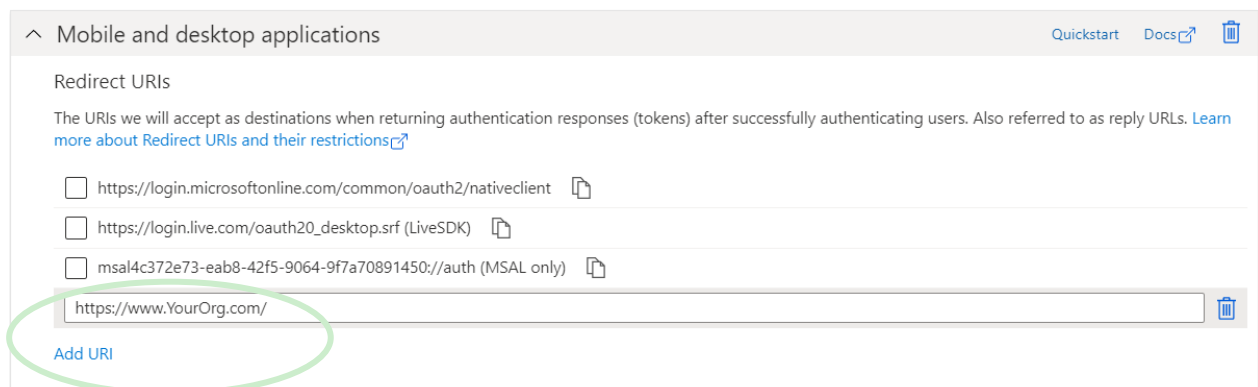 Mobile and desktop applications
Quickstart
Docs
Redirect URIs
The URIs we will accept as destinations when returning authentication responses (tokens) after successfully authenticating users. Also referred to as reply URLs. Learn
more about Redirect URIs and their restrictions
https://login.microsoftonline.com/common/oauth2/nativeclient
https://login.live.com/oauth20_desktop.srf (LiveSDK)
msal4c372e73-eab8-42f5-9064-9f7a70891450://auth (MSAL only)
https://www.YourOrg.com/
Add URI